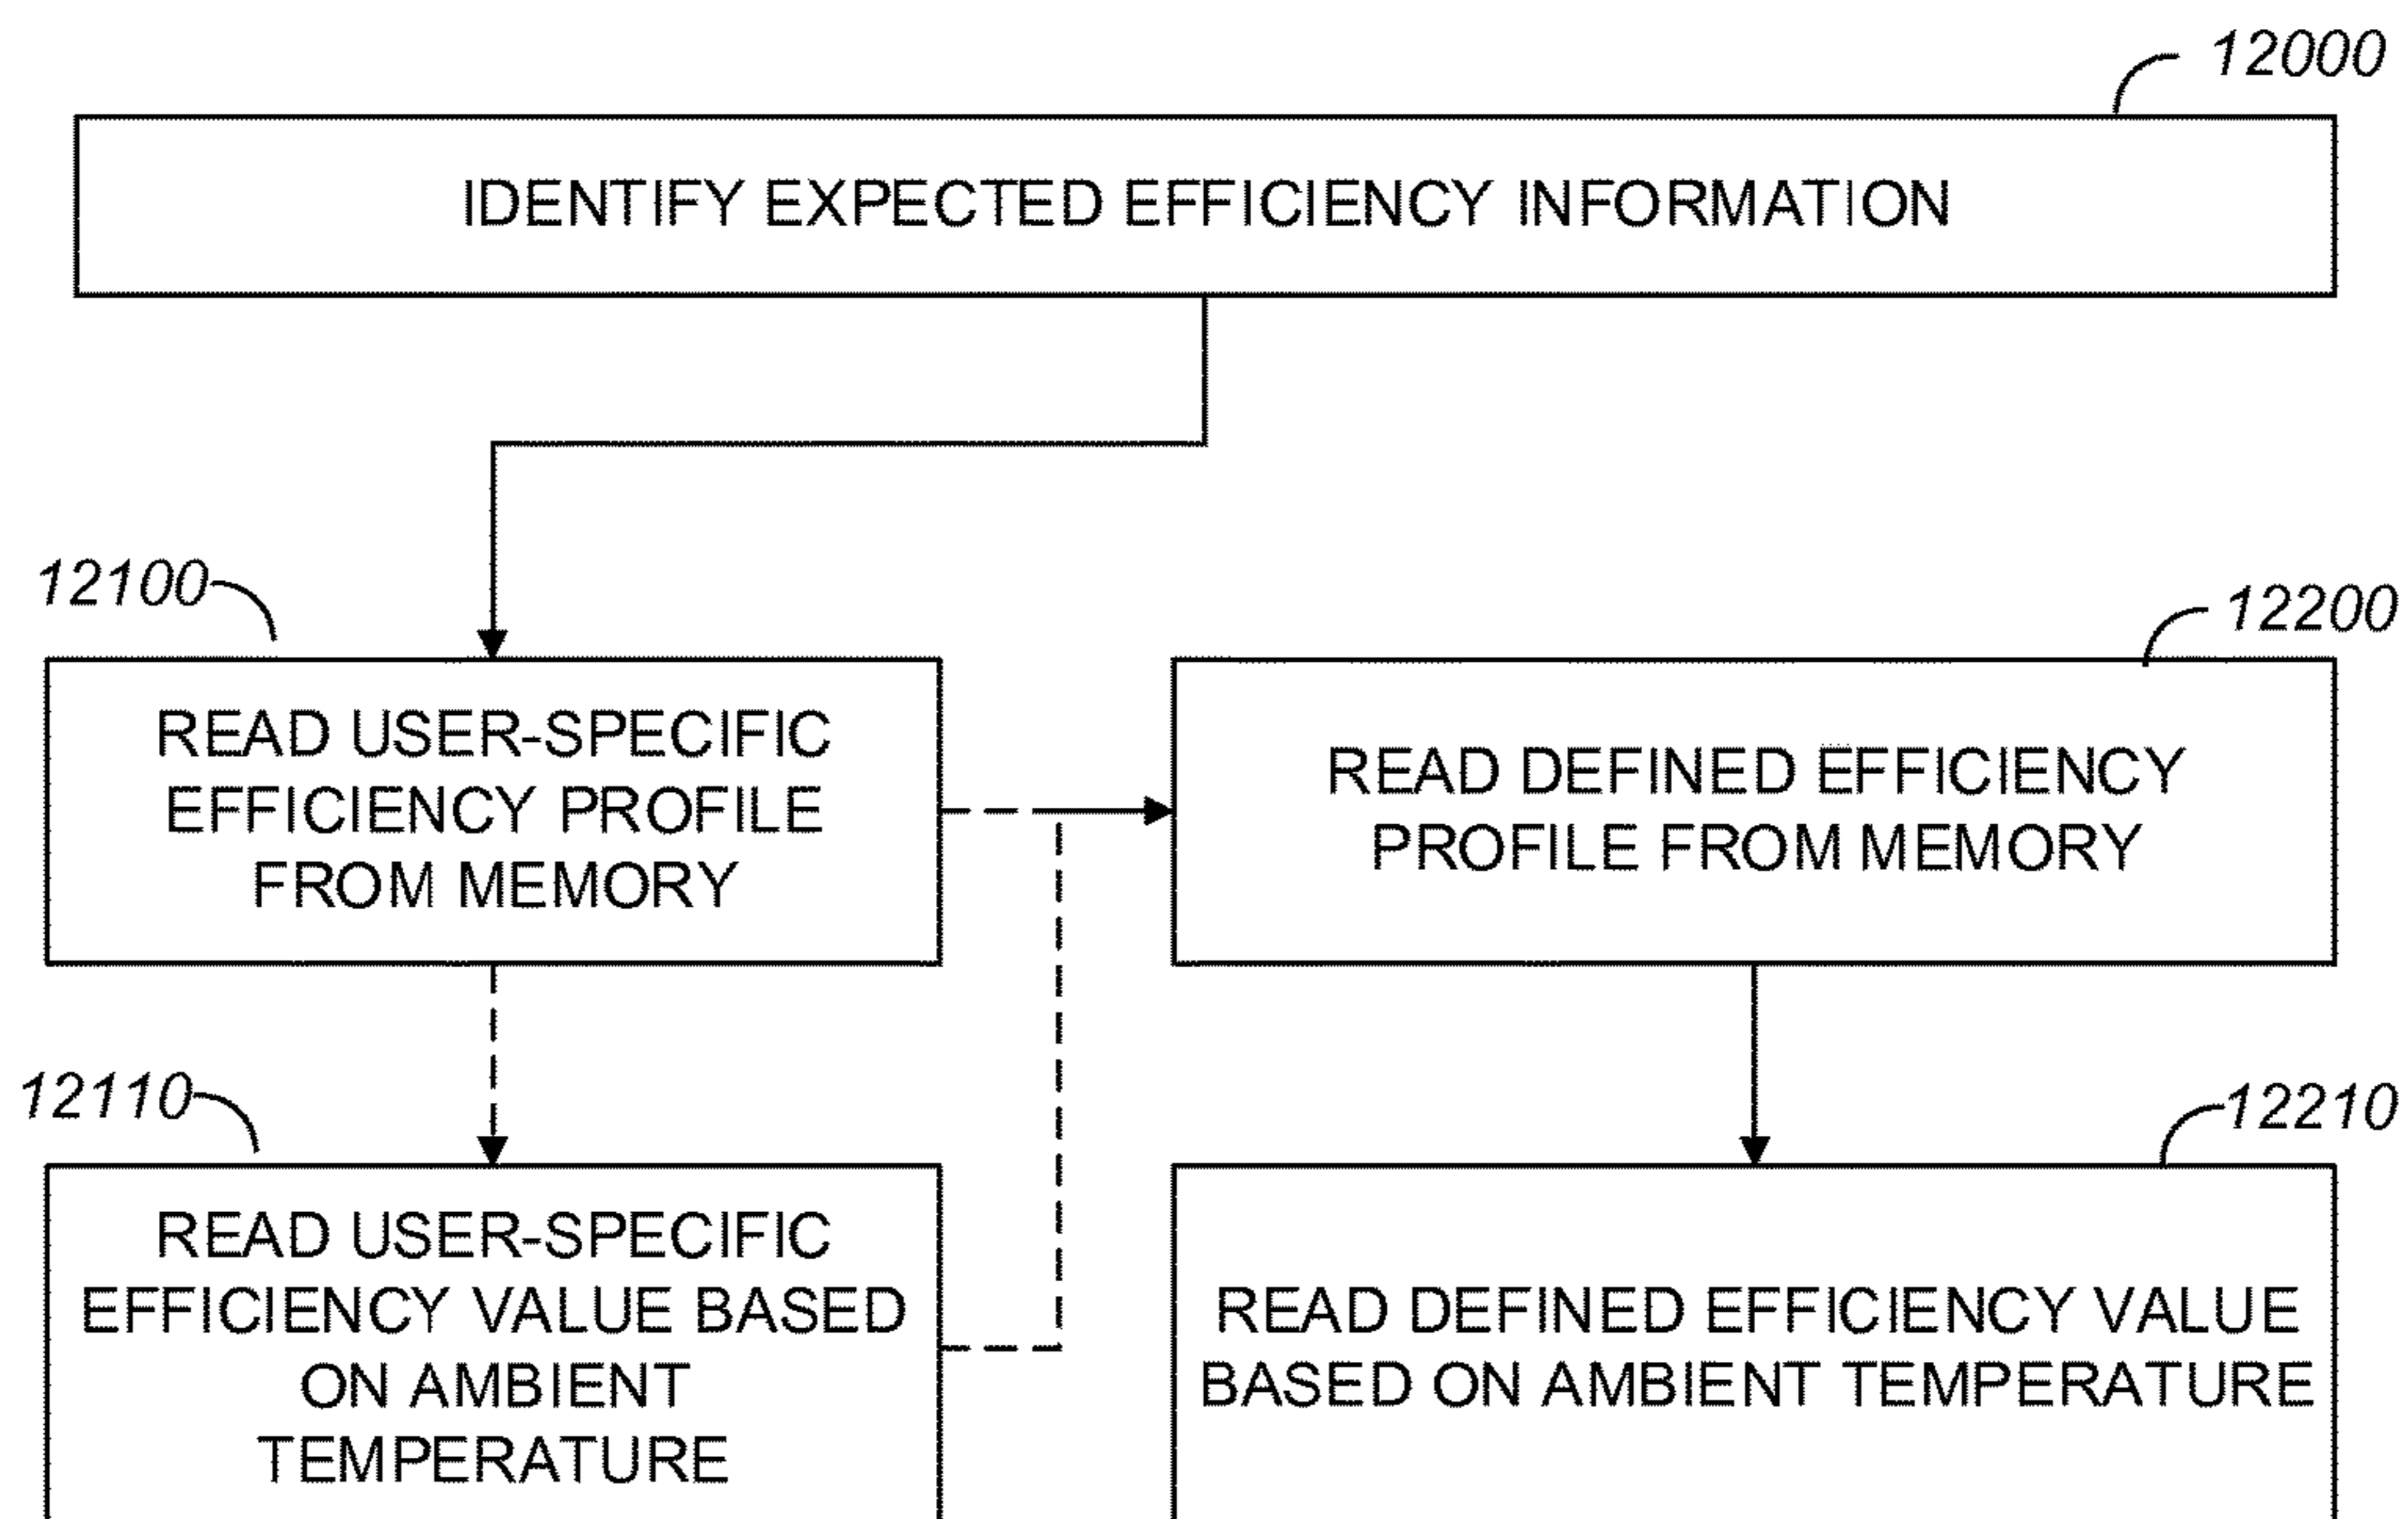 12000
IDENTIFY EXPECTED EFFICIENCY INFORMATION
12100
12200
READ USER-SPECIFIC
EFFICIENCY PROFILE
FROM MEMORY
READ DEFINED EFFICIENCY
PROFILE FROM MEMORY
12110
12210
READ USER-SPECIFIC
EFFICIENCY VALUE BASED
ON AMBIENT
TEMPERATURE
READ DEFINED EFFICIENCY VALUE
BASED ON AMBIENT TEMPERATURE